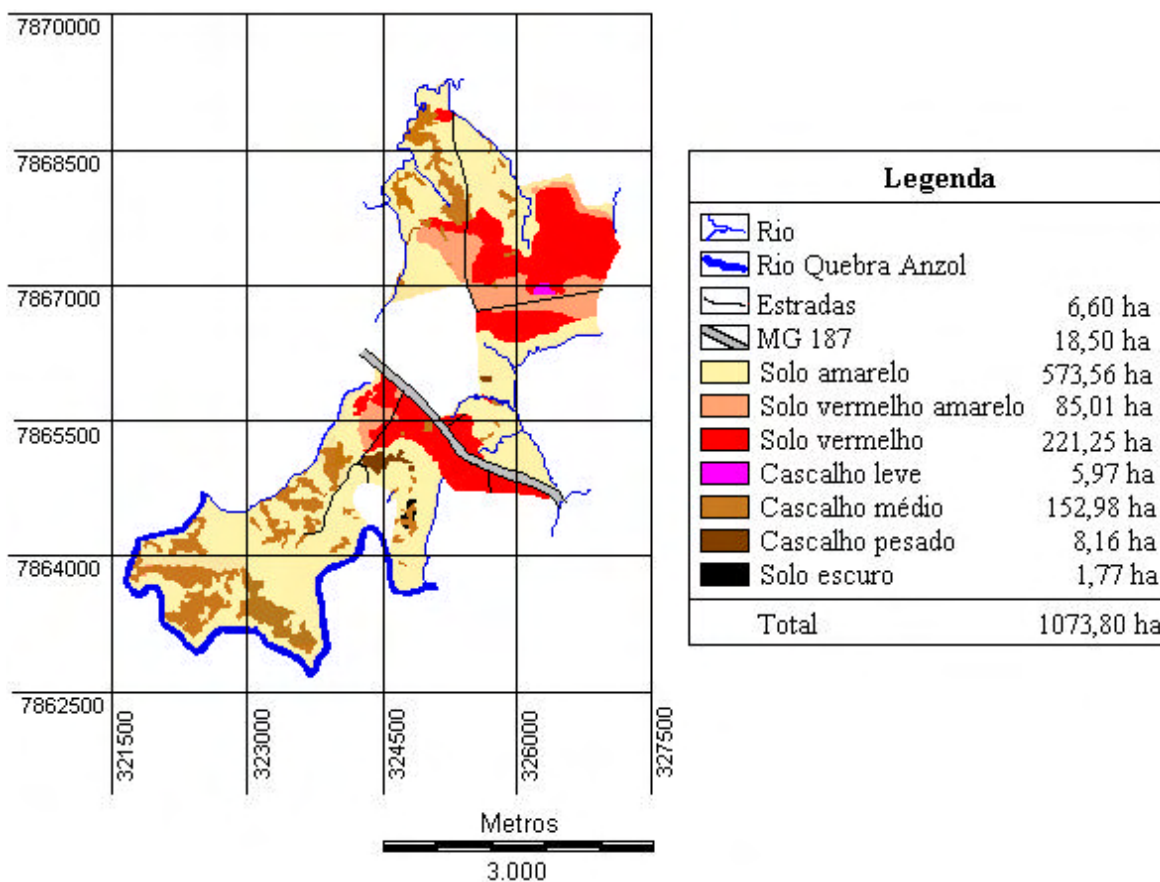 7870000
7868500
7867000
7865500
7864000
7862500
321500
323000
324500
326000
327500
Metros
3.000
Legenda
Rio
Rio Quebra Anzol
Estradas 6,60 ha
MG 187 18,50 ha
Solo amarelo 573,56 ha
Solo vermelho amarelo 85,01 ha
Solo vermelho 221,25 ha
Cascalho leve 5,97 ha
Cascalho médio 152,98 ha
Cascalho pesado 8,16 ha
Solo escuro 1,77 ha
Total 1073,80 ha